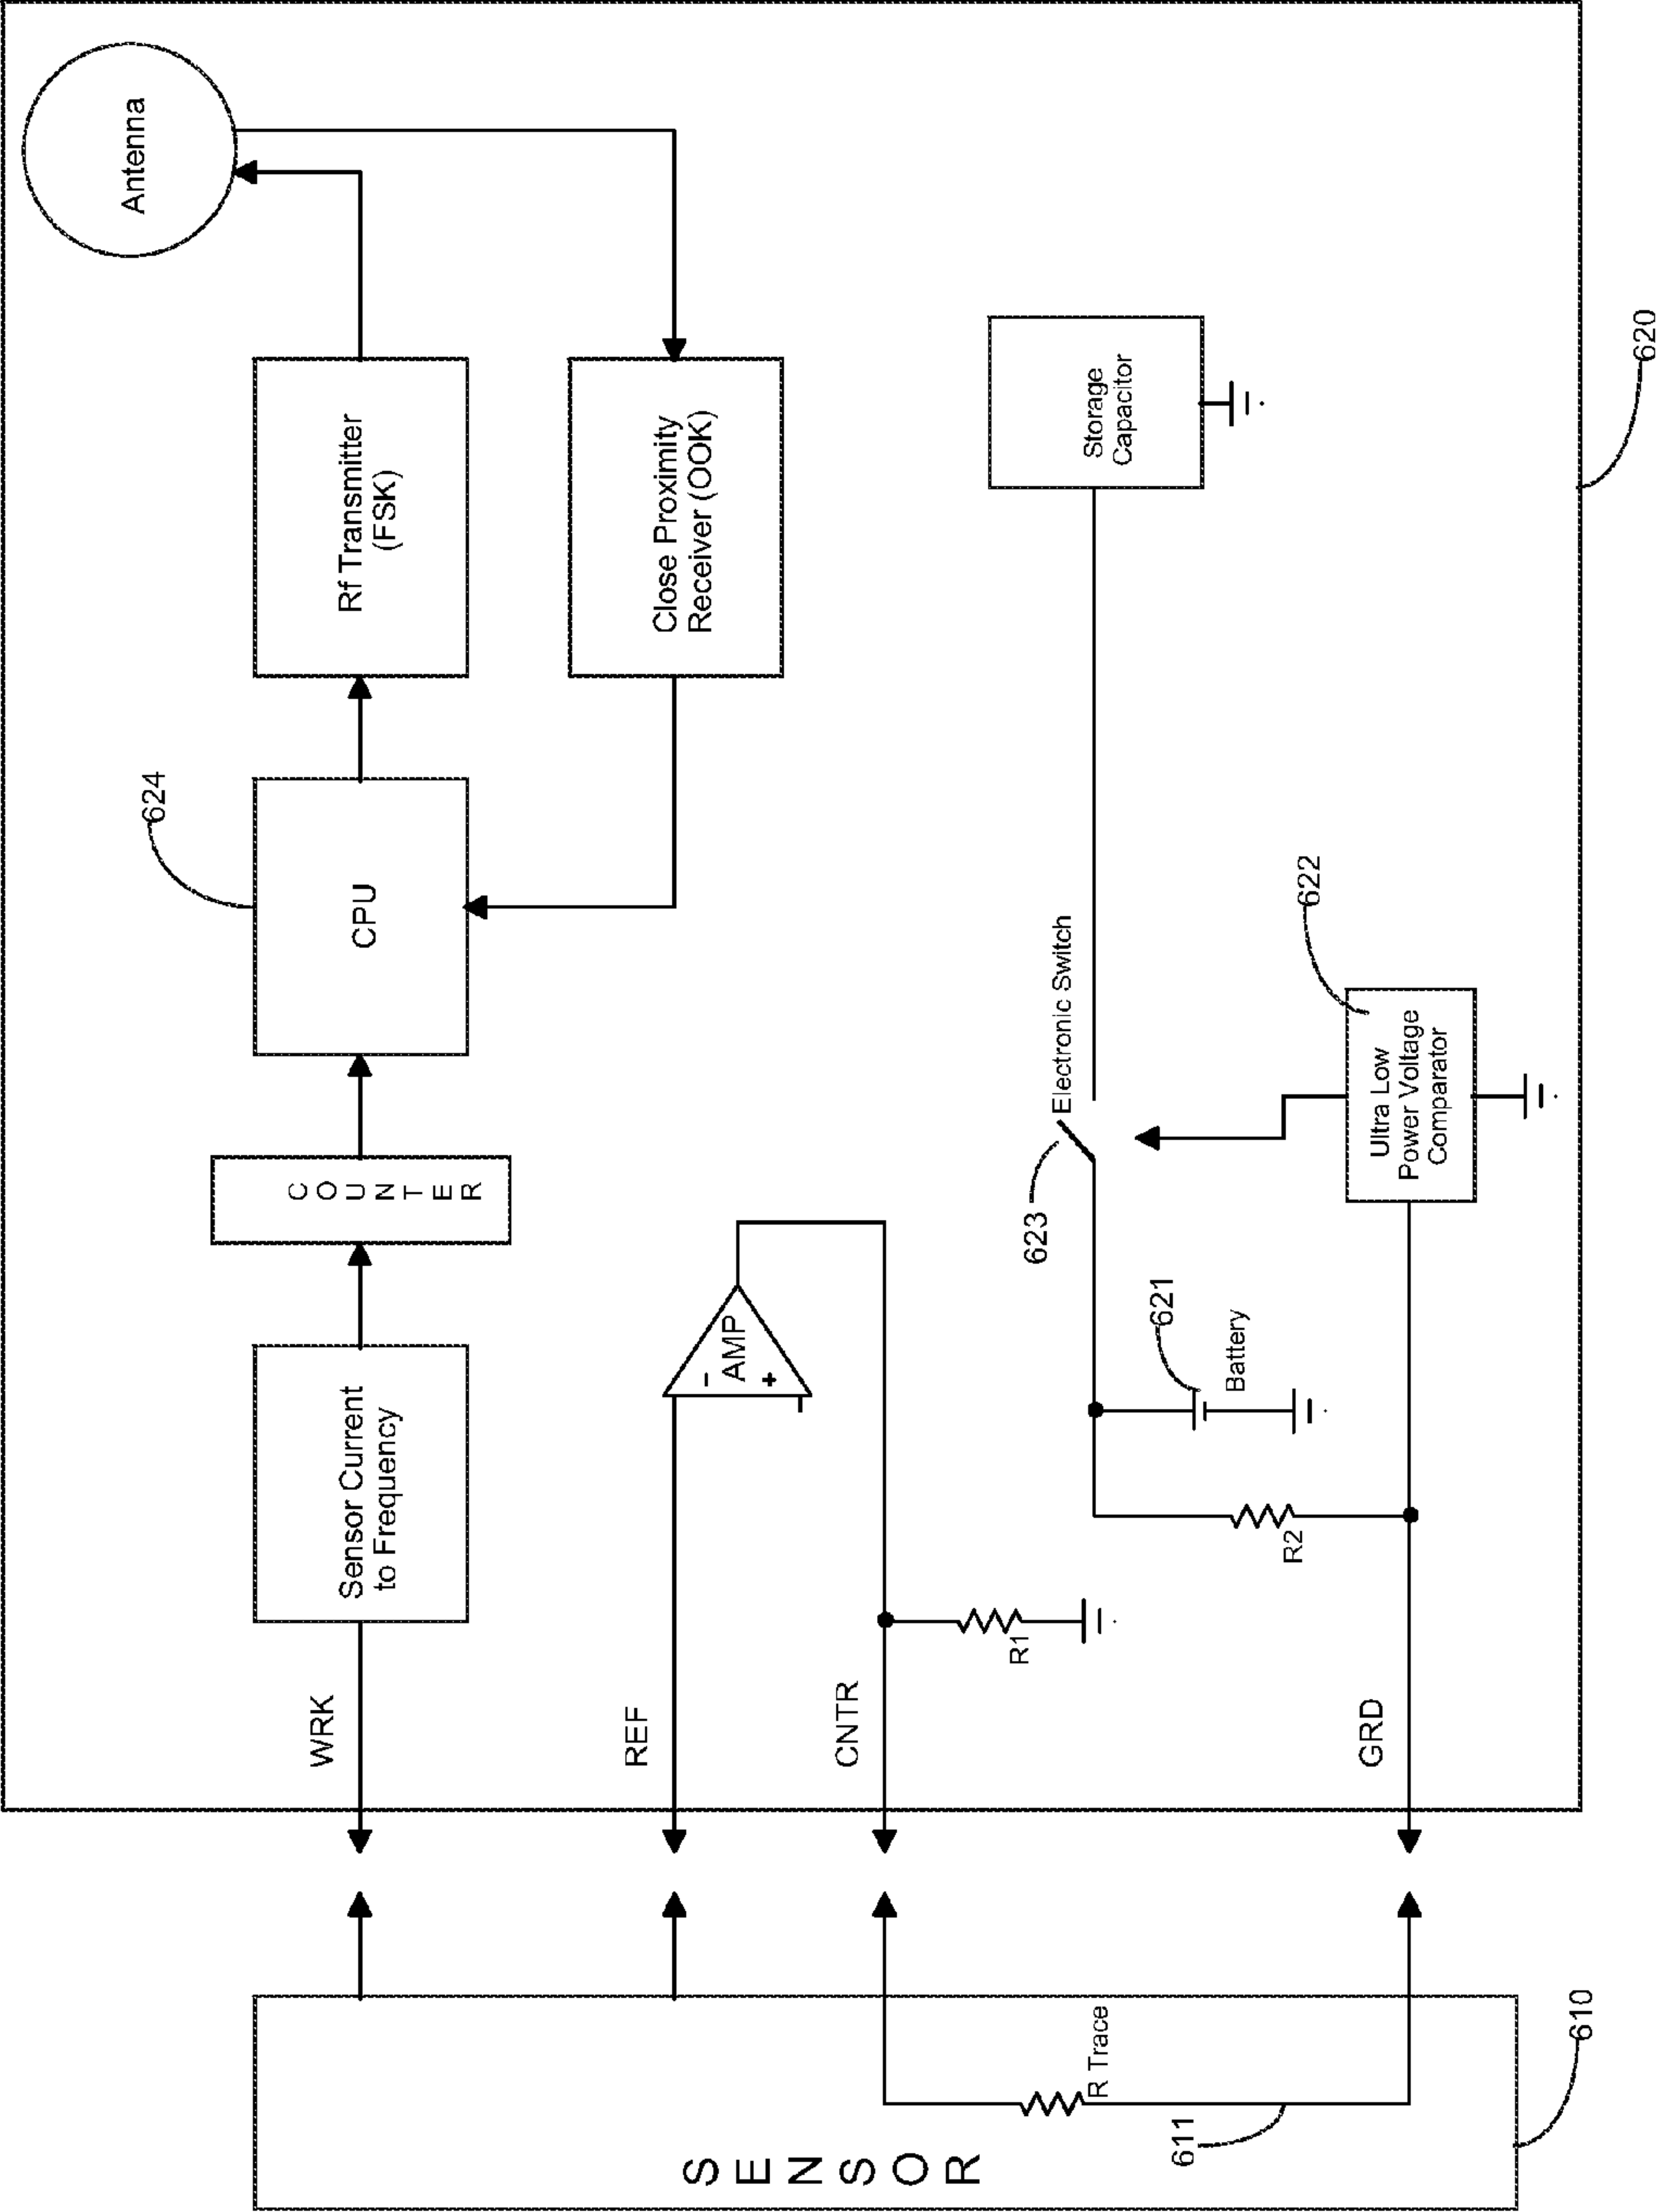 SENSOR
610
611
R Trace
WRK
REF
CNTR
GRD
Sensor Current
to Frequency
COUNTER
CPU
624
Rf Transmitter
(FSK)
Antenna
Close Proximity
Receiver (OOK)
-
AMP
+
R1
R2
621
Battery
623
Electronic Switch
Storage
Capacitor
622
Ultra Low
Power Voltage
Comparator
620